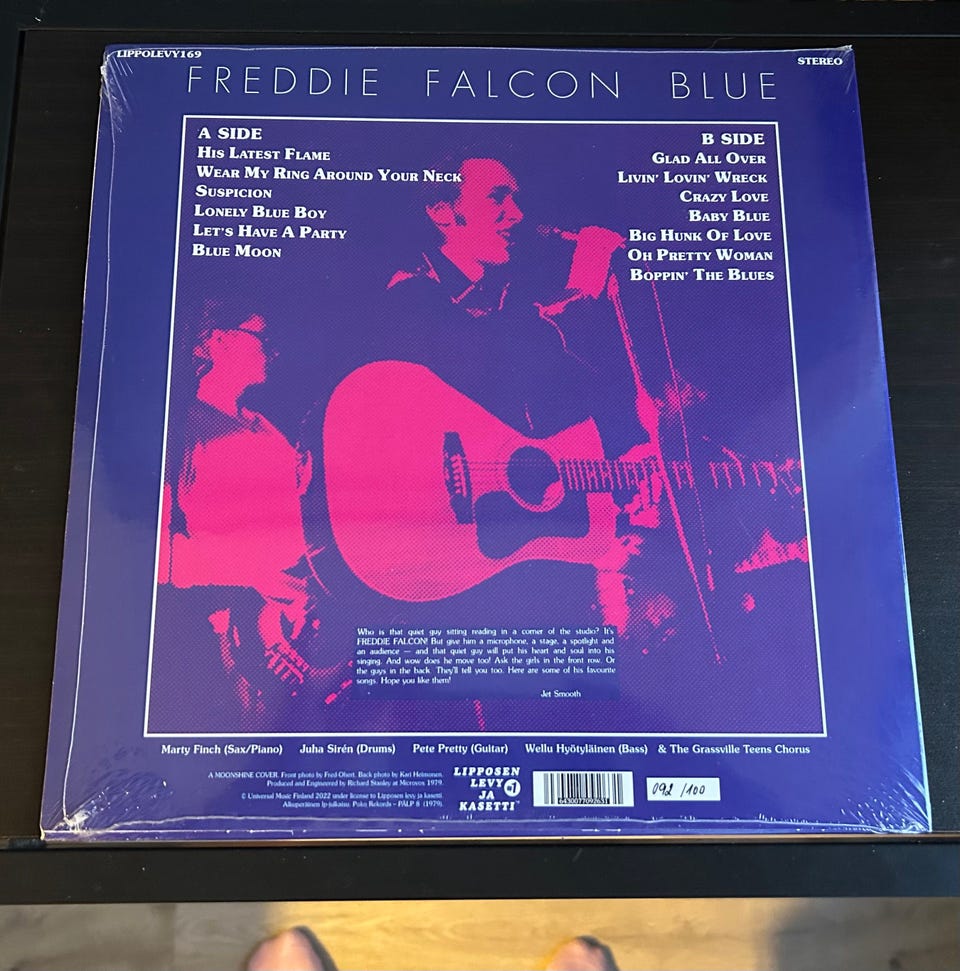 LIPPOLEVY169
STEREO
FREDDIE FALCON BLUE
A SIDE
HIS LATEST FLAME
WEAR MY RING AROUND YOUR NECK
SUSPICION
LONELY BLUE BOY
LET'S HAVE A PARTY
BLUE MOON
B SIDE
GLAD ALL OVER
LIVIN' LOVIN' WRECK
CRAZY LOVE
BABY BLUE
BIG HUNK OF LOVE
OH PRETTY WOMAN
BOPPIN' THE BLUES
Who is that quiet guy sitting reading in a corner of the studio? It's
FREDDIE FALCON! But give him a microphone, a stage, a spotlight and
an audience — and that quiet guy will put his heart and soul into his
singing. And wow does he move too! Ask the girls in the front row. Or
the guys in the back. They'll tell you too. Here are some of his favourite
songs. Hope you like them!
Jet Smooth
Marty Finch (Sax/Piano) Juha Sirén (Drums) Pete Pretty (Guitar) Wellu Hyötyläinen (Bass) & The Grassville Teens Chorus
A MOONSHINE COVER. Front photo by Fred Obert. Back photo by Kari Heimonen.
Produced and Engineered by Richard Stanley at Microvox 1979.
© Universal Music Finland 2022 under license to Lipposen levy ja kasetti.
Alkuperäinen lp-julkaisu. Poko Rekords – PÄLP 8 (1979).
LIPPOSEN
LEVY #1
JA
KASETTI™
6430077092631
092 /100